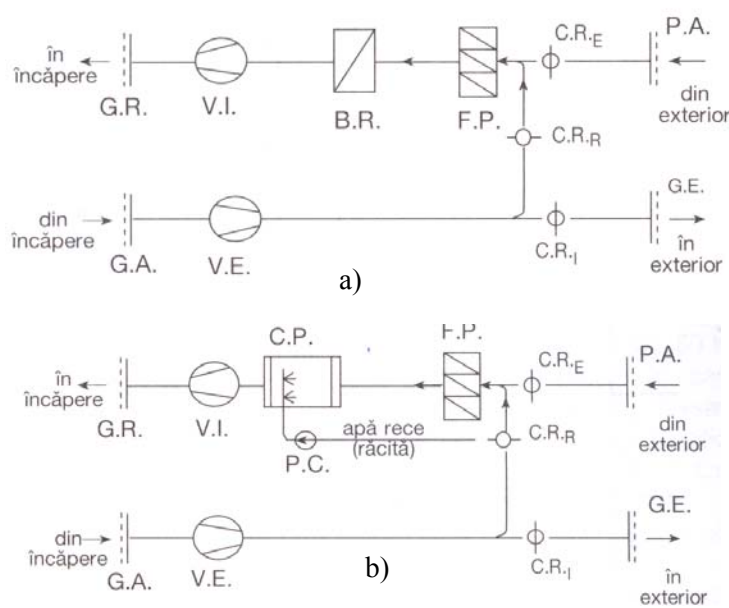 în
încăpere
G.R.
V.I.
B.R.
F.P.
C.R.E
P.A.
din
exterior
C.R.R
din
încăpere
G.A.
V.E.
C.R.I
G.E.
în
exterior
a)
în
încăpere
G.R.
V.I.
C.P.
F.P.
C.R.E
P.A.
din
exterior
apă rece
(răcită)
P.C.
C.R.R
din
încăpere
G.A.
V.E.
C.R.I
G.E.
în
exterior
b)